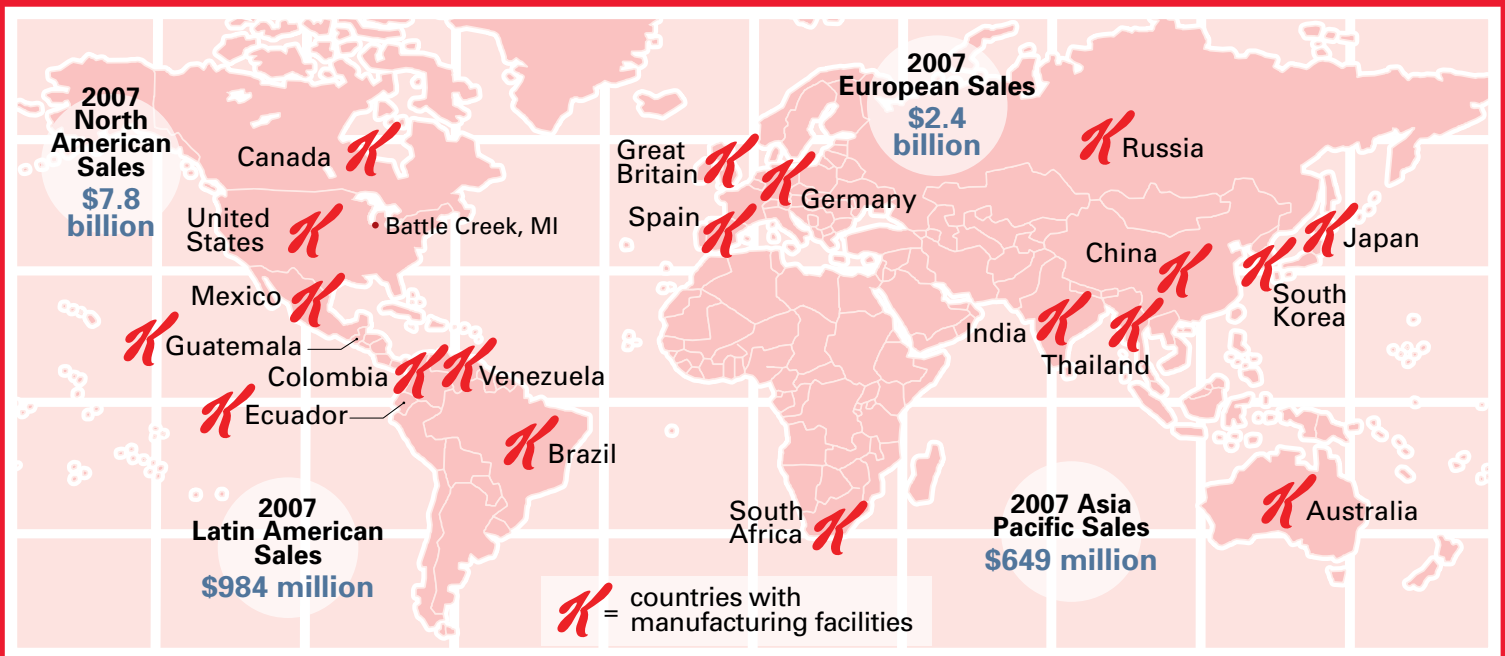 2007
North
American
Sales
$7.8
billion
Canada
United
States
Battle Creek, MI
Mexico
Guatemala
Colombia
Venezuela
Ecuador
Brazil
2007
Latin American
Sales
$984 million
2007
European Sales
$2.4
billion
Great
Britain
Germany
Spain
Russia
China
Japan
South
Korea
India
Thailand
South
Africa
2007 Asia
Pacific Sales
$649 million
Australia
K = countries with
manufacturing facilities